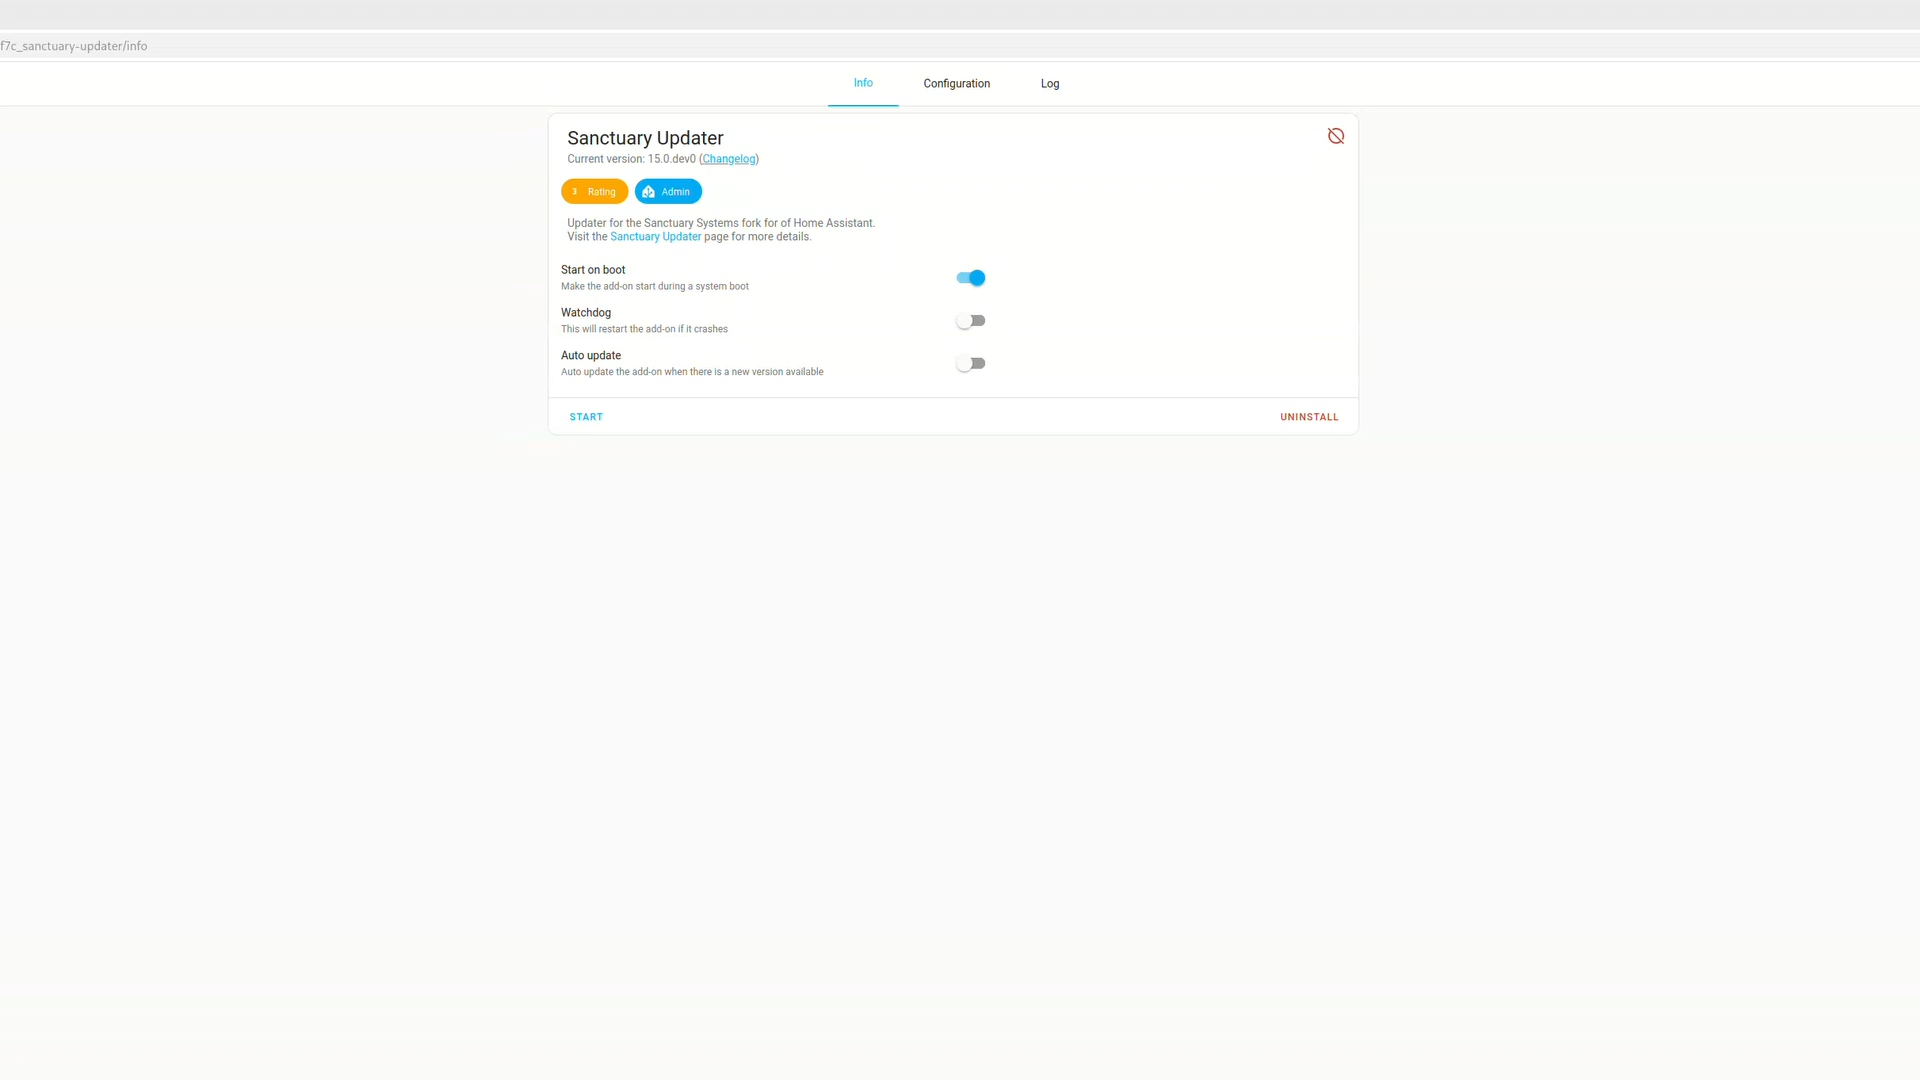 f7c_sanctuary-updater/info
Info
Configuration
Log
Sanctuary Updater
Current version: 15.0.dev0 (Changelog)
3 Rating
Admin
Updater for the Sanctuary Systems fork for of Home Assistant.
Visit the Sanctuary Updater page for more details.
Start on boot
Make the add-on start during a system boot
Watchdog
This will restart the add-on if it crashes
Auto update
Auto update the add-on when there is a new version available
START
UNINSTALL